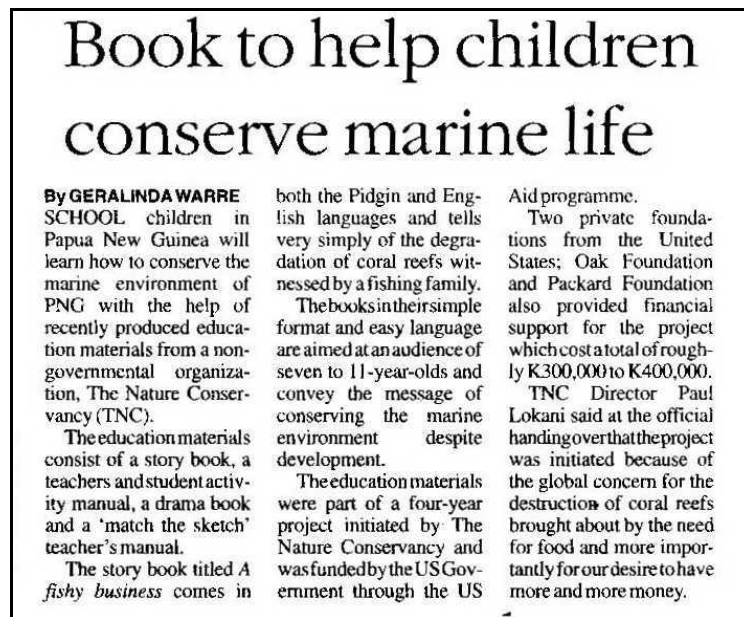 Book to help children
conserve marine life
By GERALINDA WARRE
SCHOOL children in
Papua New Guinea will
learn how to conserve the
marine environment of
PNG with the help of
recently produced educa-
tion materials from a non-
governmental organiza-
tion, The Nature Conser-
vancy (TNC).
The education materials
consist of a story book, a
teachers and student activ-
ity manual, a drama book
and a 'match the sketch'
teacher's manual.
The story book titled A
fishy business comes in
both the Pidgin and Eng-
lish languages and tells
very simply of the degra-
dation of coral reefs wit-
nessed by a fishing family.
The books in their simple
format and easy language
are aimed at an audience of
seven to 11-year-olds and
convey the message of
conserving the marine
environment despite
development.
The education materials
were part of a four-year
project initiated by The
Nature Conservancy and
was funded by the US Gov-
ernment through the US
Aid programme.
Two private founda-
tions from the United
States; Oak Foundation
and Packard Foundation
also provided financial
support for the project
which cost a total of rough-
ly K300,000 to K400,000.
TNC Director Paul
Lokani said at the official
handing over that the project
was initiated because of
the global concern for the
destruction of coral reefs
brought about by the need
for food and more impor-
tantly for our desire to have
more and more money.